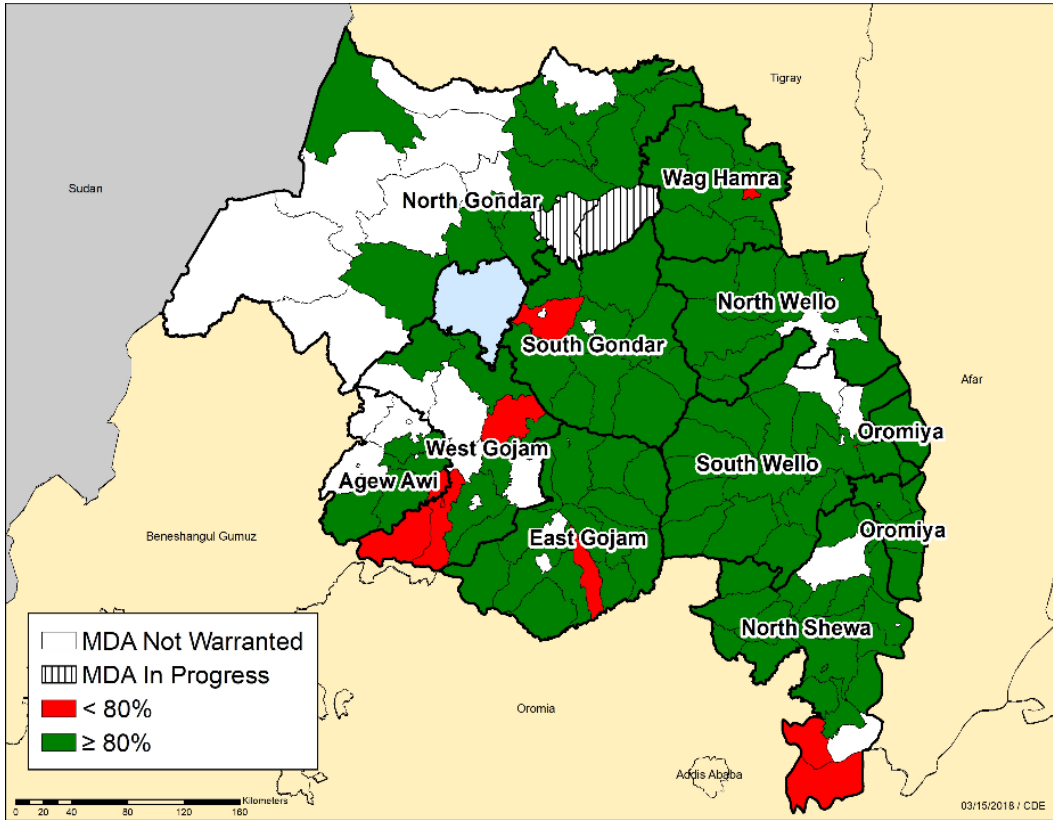 Tigray
Sudan
Wag Hamra
North Gondar
North Wello
South Gondar
Afar
Oromiya
West Gojam
South Wello
Agew Awi
Oromiya
Beneshangul Gumuz
East Gojam
North Shewa
MDA Not Warranted
MDA In Progress
< 80%
≥ 80%
Oromia
Addis Ababa
Kilometers
0 20 40 80 120 160
03/15/2018 / CDE